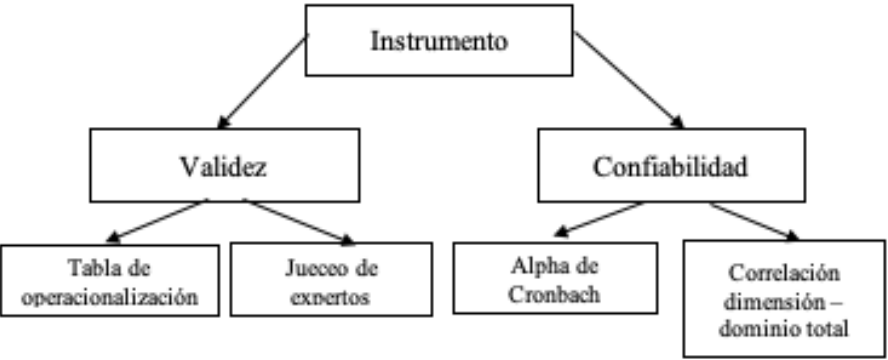 Instrumento
Validez
Confiabilidad
Tabla de
operacionalización
Jueceo de
expertos
Alpha de
Cronbach
Correlación
dimensión –
dominio total